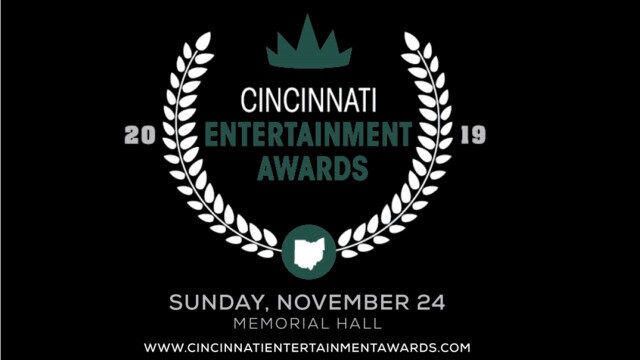 CINCINNATI
20 ENTERTAINMENT 19
AWARDS
SUNDAY, NOVEMBER 24
MEMORIAL HALL
WWW.CINCINNATIENTERTAINMENTAWARDS.COM